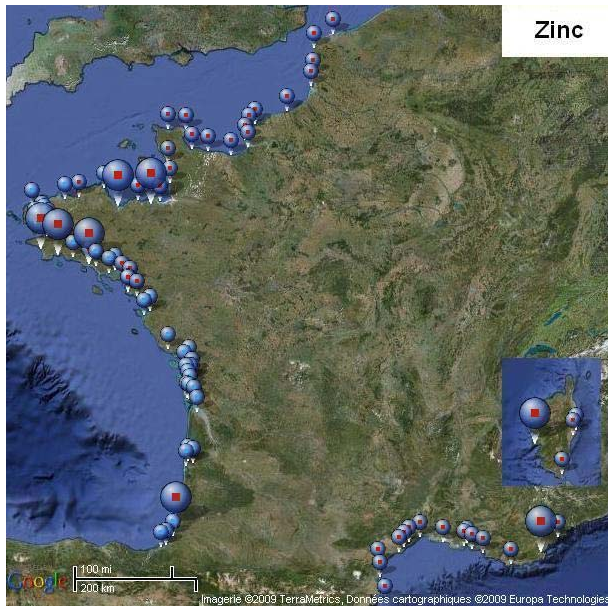 Zinc
100 mi
200 km
Google
Imagerie ©2009 TerraMetrics, Données cartographiques ©2009 Europa Technologies